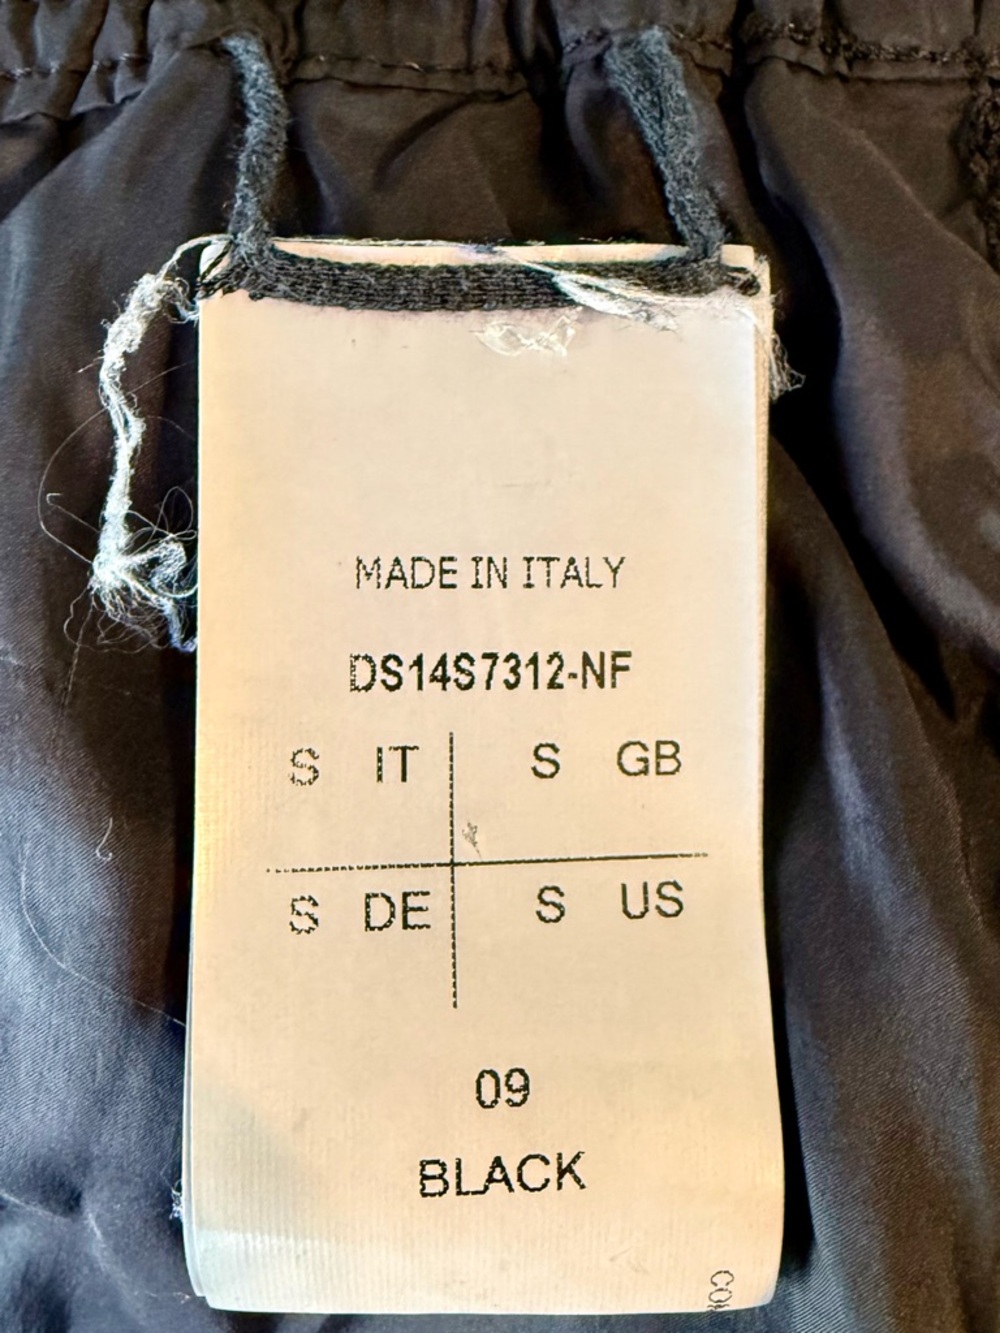 MADE IN ITALY
DS14S7312-NF
S IT S GB
S DE S US
09
BLACK